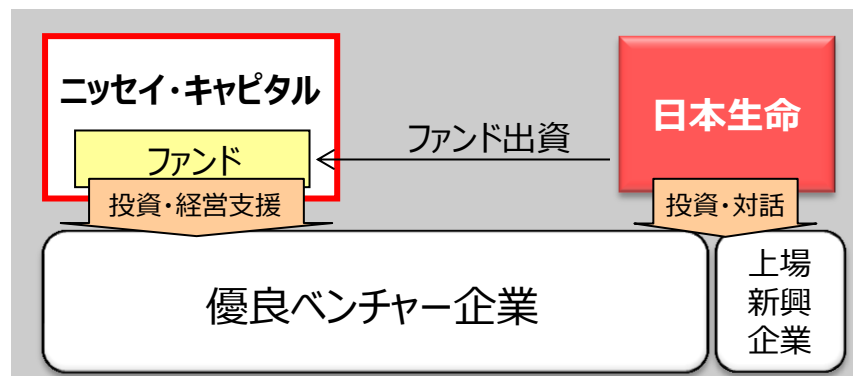 ニッセイ・キャピタル
日本生命
ファンド出資
ファンド
投資・経営支援
投資・対話
優良ベンチャー企業
上場
新興
企業